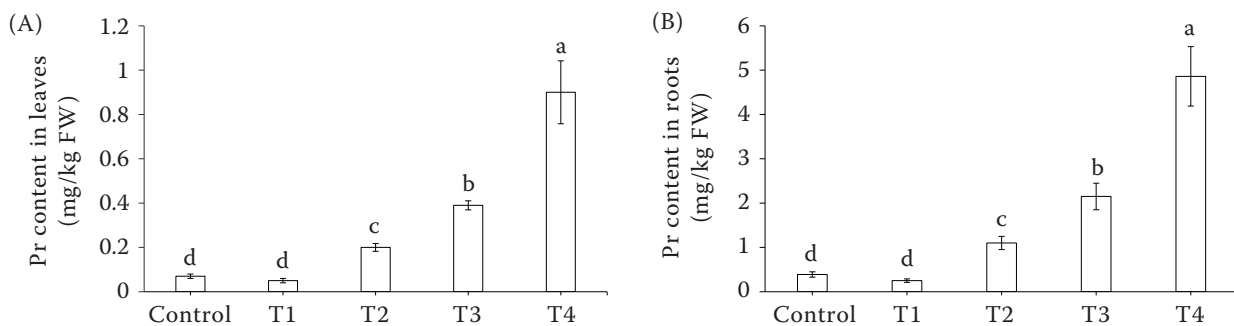 (A)
Pr content in leaves
(mg/kg FW)
1.2
1
0.8
0.6
0.4
0.2
0
d
d
c
b
a
Control T1 T2 T3 T4
(B)
Pr content in roots
(mg/kg FW)
6
5
4
3
2
1
0
d
d
c
b
a
Control T1 T2 T3 T4